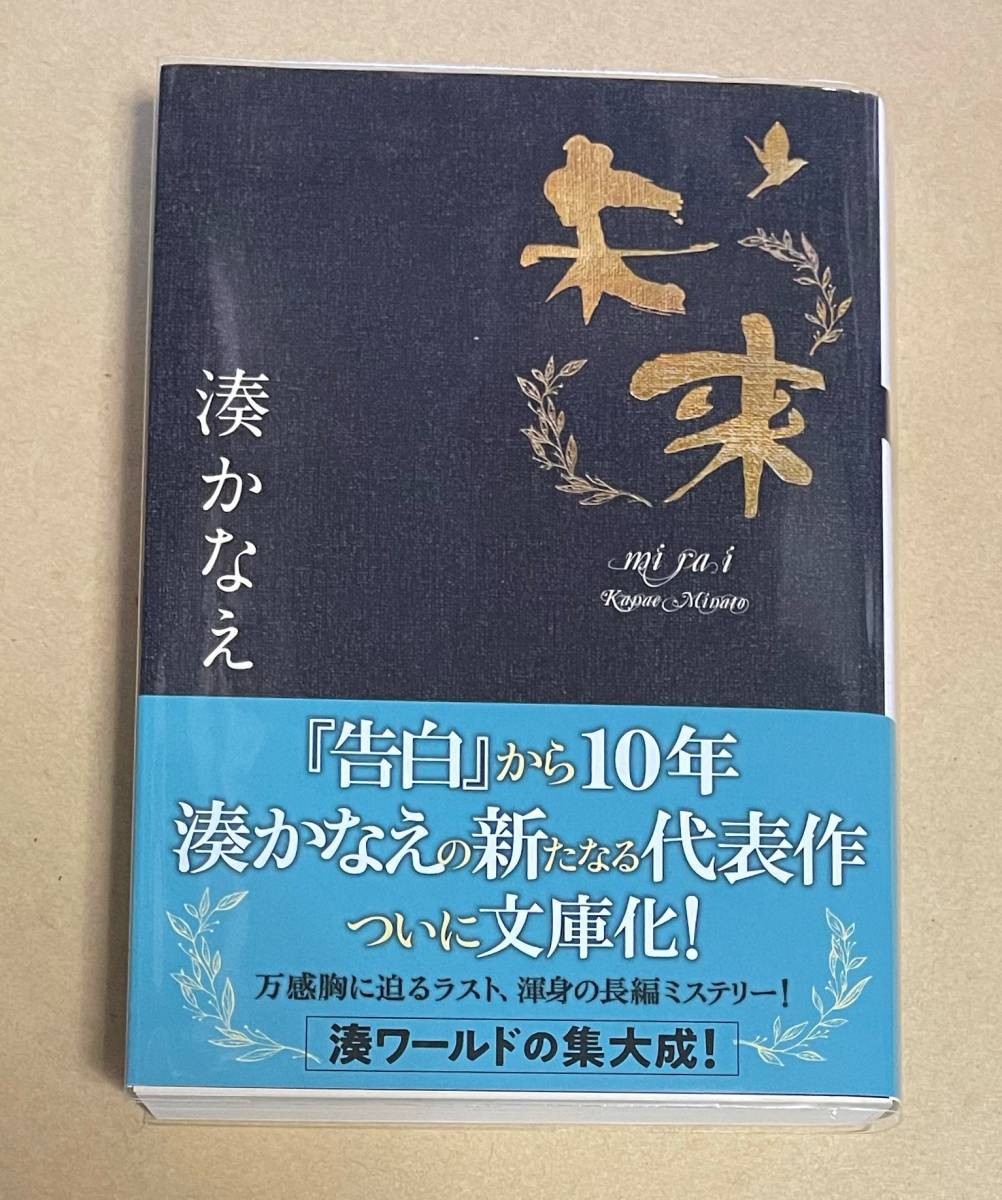 未来
mirai
Kanae Minato
湊かなえ
『告白』から10年
湊かなえの新たなる代表作
ついに文庫化!
万感胸に迫るラスト、渾身の長編ミステリー!
湊ワールドの集大成!